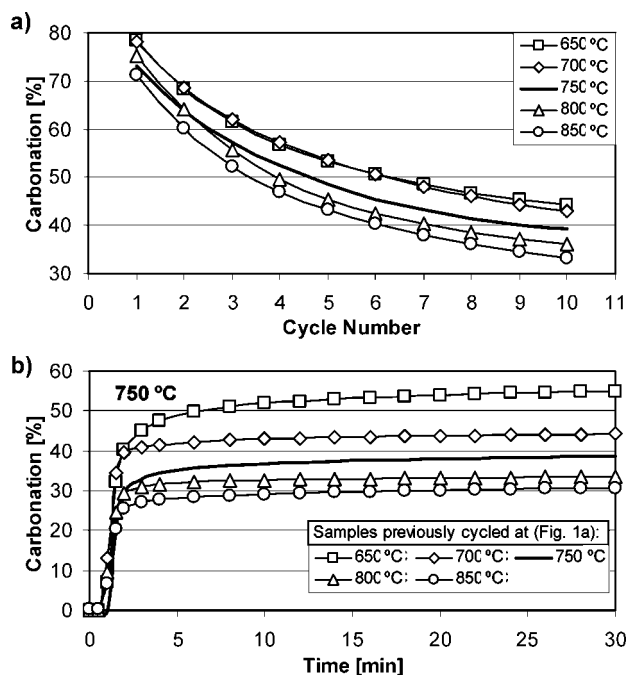 a)
80
70
60
50
40
30
Carbonation [%]
650 ºC
700 ºC
750 ºC
800 ºC
850 ºC
0 1 2 3 4 5 6 7 8 9 10 11
Cycle Number
b)
60
50
40
30
20
10
0
Carbonation [%]
750 ºC
Samples previously cycled at (Fig. 1a):
650 ºC; 700 ºC; 750 ºC
800 ºC; 850 ºC;
0 5 10 15 20 25 30
Time [min]